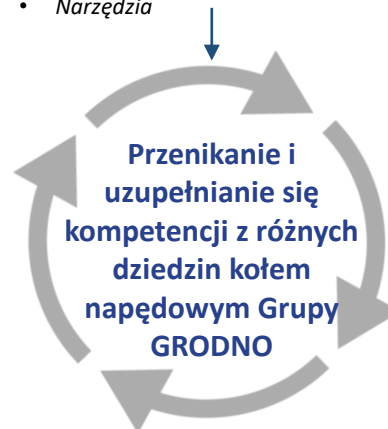 • Narzędzia
Przenikanie i
uzupełnianie się
kompetencji z różnych
dziedzin kołem
napędowym Grupy
GRODNO